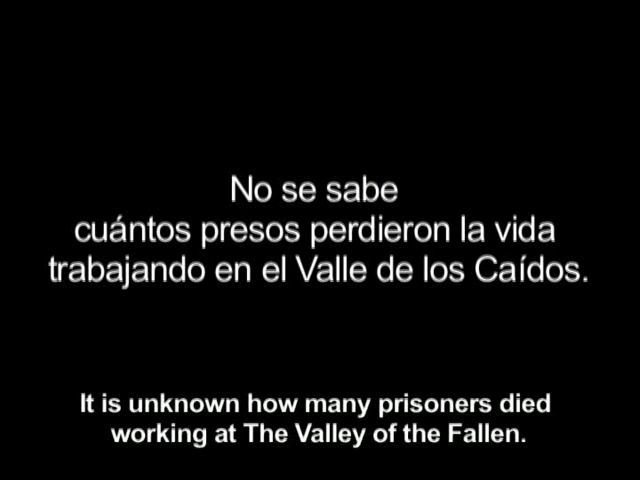 No se sabe
cuántos presos perdieron la vida
trabajando en el Valle de los Caídos.
It is unknown how many prisoners died
working at The Valley of the Fallen.